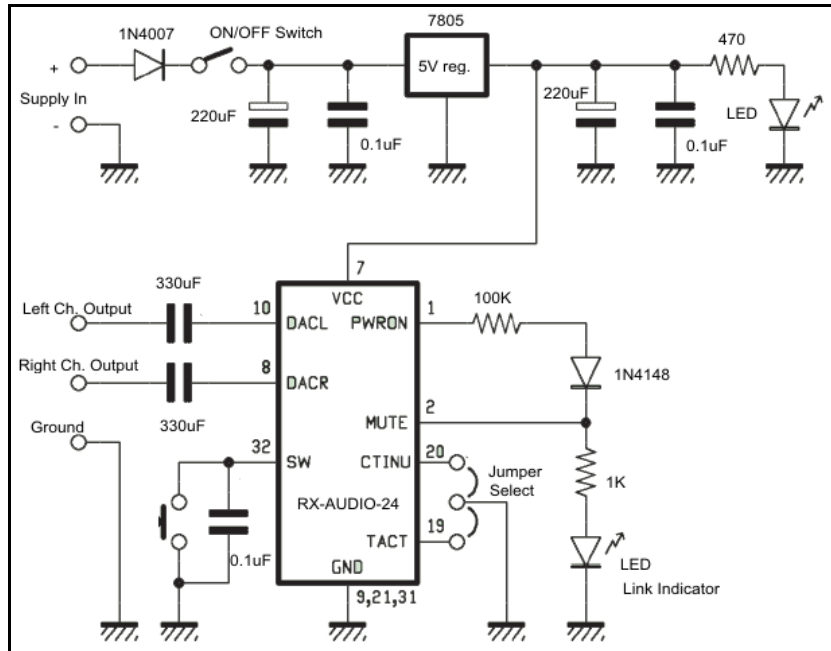 1N4007
ON/OFF Switch
7805
470
+
5V reg.
Supply In
220uF
220uF
LED
-
0.1uF
0.1uF
7
330uF
VCC
100K
Left Ch. Output
10
DACL
PWRON
1
Right Ch. Output
8
DACR
1N4148
330uF
MUTE
2
Ground
32
SW
CTINU
20
Jumper
Select
1K
RX-AUDIO-24
19
TACT
0.1uF
GND
LED
Link Indicator
9,21,31